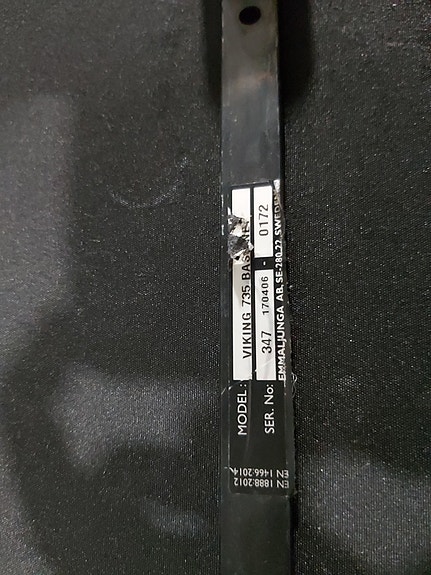 MODEL: VIKING 735
SER. No: 347 170406 - 0172
EMMALJUNGA AB, SE-280 22 SWEDEN
EN 1466:2014
EN 1888:2012